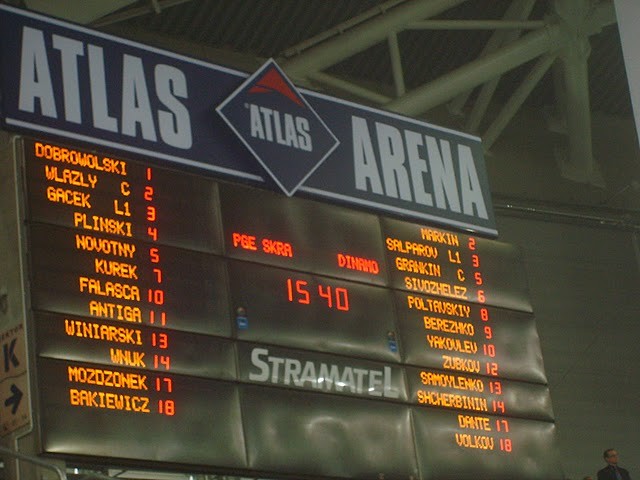 ATLAS ATLAS ARENA
DOBROWOLSKI 1
WLAZLY C 2
GACEK L1 3
PLINSKI 4
NOVOTNY 5
KUREK 7
FALASCA 10
ANTIGA 11
WINIARSKI 13
WNUK 14
MOZDZONEK 17
BAKIEWICZ 18
PGE SKRA DINAMO
15 40
STRAMATEL
MARKIN 2
SALPAROV L1 3
GRANKIN C 5
SIVOZHELEZ 6
POLTAVSKIY 8
BEREZHKO 9
YAKOVLEV 10
ZUBKOV 12
SAMOYLENKO 13
SHCHERBININ 14
DANTE 17
VOLKOV 18
K